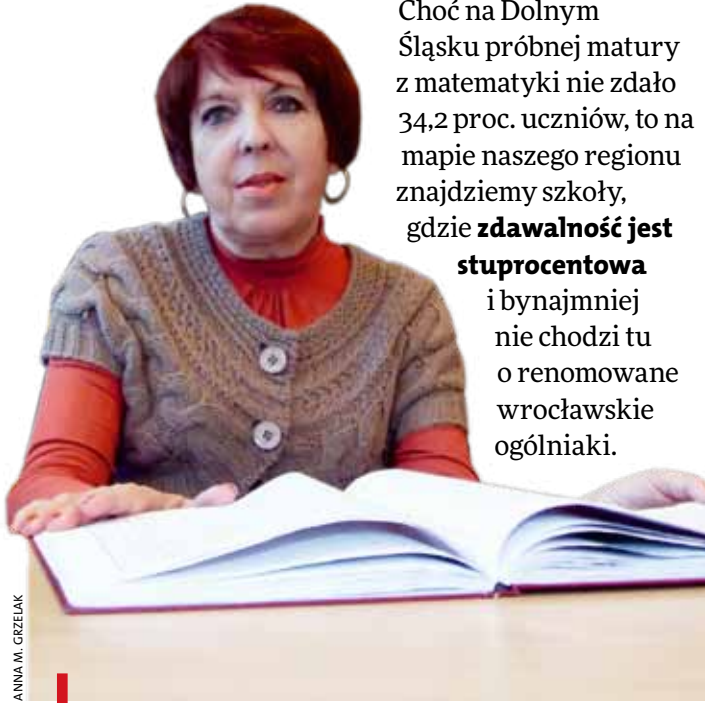 Choć na Dolnym
Śląsku próbnej matury
z matematyki nie zdało
34,2 proc. uczniów, to na
mapie naszego regionu
znajdziemy szkoły,
gdzie zdawalność jest
stuprocentowa
i bynajmniej
nie chodzi tu
o renomowane
wrocławskie
ogólniaki.
ANNA M. GRZELAK